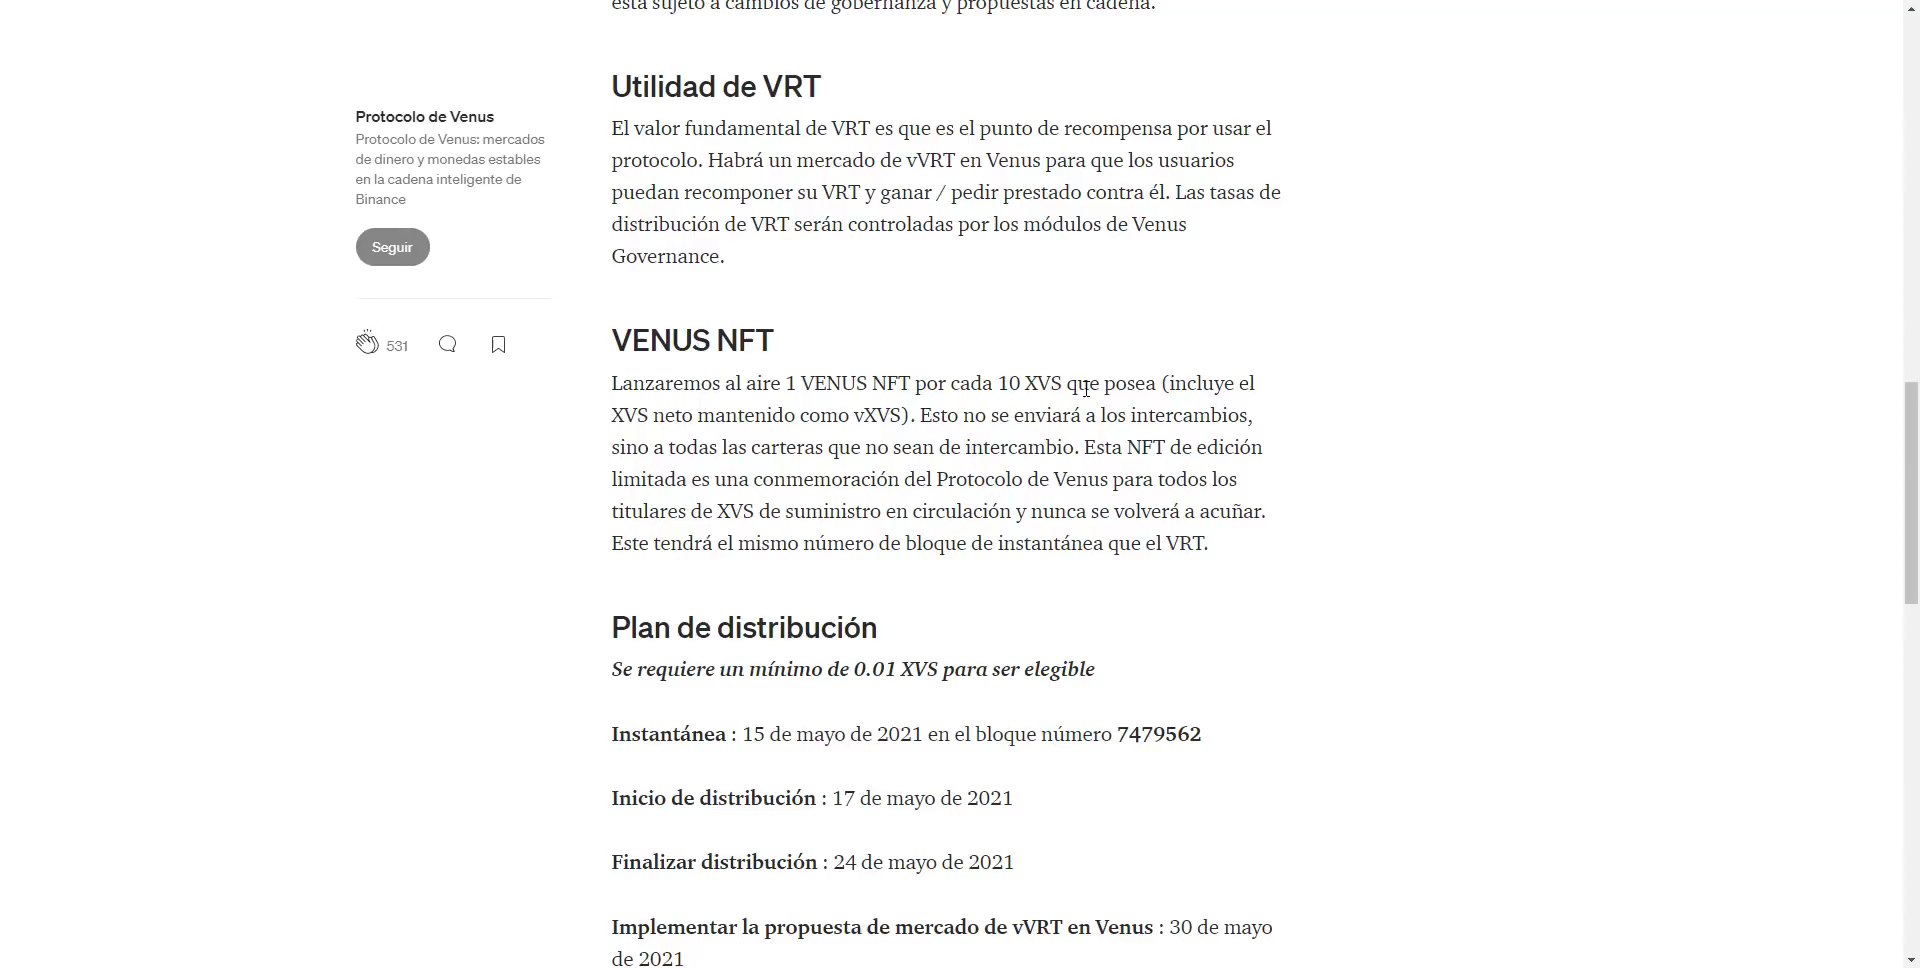 está sujeto a cambios de gobernanza y propuestas en cadena.
Utilidad de VRT
El valor fundamental de VRT es que es el punto de recompensa por usar el
protocolo. Habrá un mercado de vVRT en Venus para que los usuarios
puedan recomponer su VRT y ganar / pedir prestado contra él. Las tasas de
distribución de VRT serán controladas por los módulos de Venus
Governance.
Protocolo de Venus
Protocolo de Venus: mercados
de dinero y monedas estables
en la cadena inteligente de
Binance
Seguir
531
VENUS NFT
Lanzaremos al aire 1 VENUS NFT por cada 10 XVS que posea (incluye el
XVS neto mantenido como vXVS). Esto no se enviará a los intercambios,
sino a todas las carteras que no sean de intercambio. Esta NFT de edición
limitada es una conmemoración del Protocolo de Venus para todos los
titulares de XVS de suministro en circulación y nunca se volverá a acuñar.
Este tendrá el mismo número de bloque de instantánea que el VRT.
Plan de distribución
Se requiere un mínimo de 0.01 XVS para ser elegible
Instantánea : 15 de mayo de 2021 en el bloque número 7479562
Inicio de distribución : 17 de mayo de 2021
Finalizar distribución : 24 de mayo de 2021
Implementar la propuesta de mercado de vVRT en Venus : 30 de mayo
de 2021